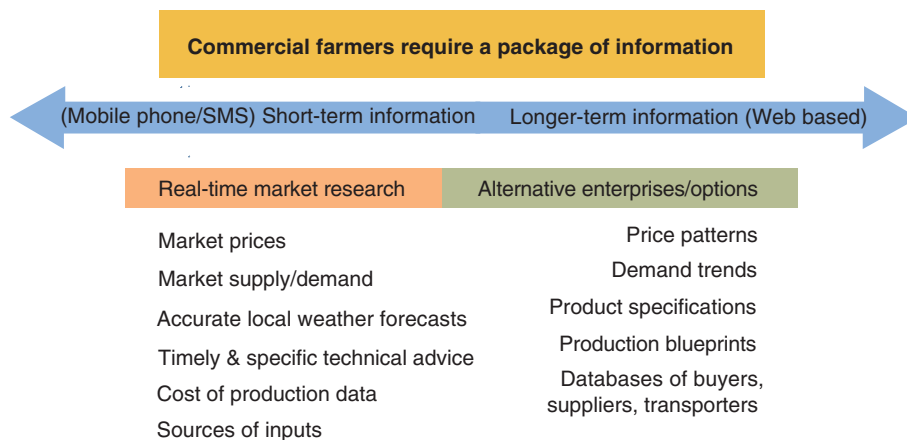 Commercial farmers require a package of information
(Mobile phone/SMS) Short-term information
Longer-term information (Web based)
Real-time market research
Alternative enterprises/options
Market prices
Market supply/demand
Accurate local weather forecasts
Timely & specific technical advice
Cost of production data
Sources of inputs
Price patterns
Demand trends
Product specifications
Production blueprints
Databases of buyers,
suppliers, transporters